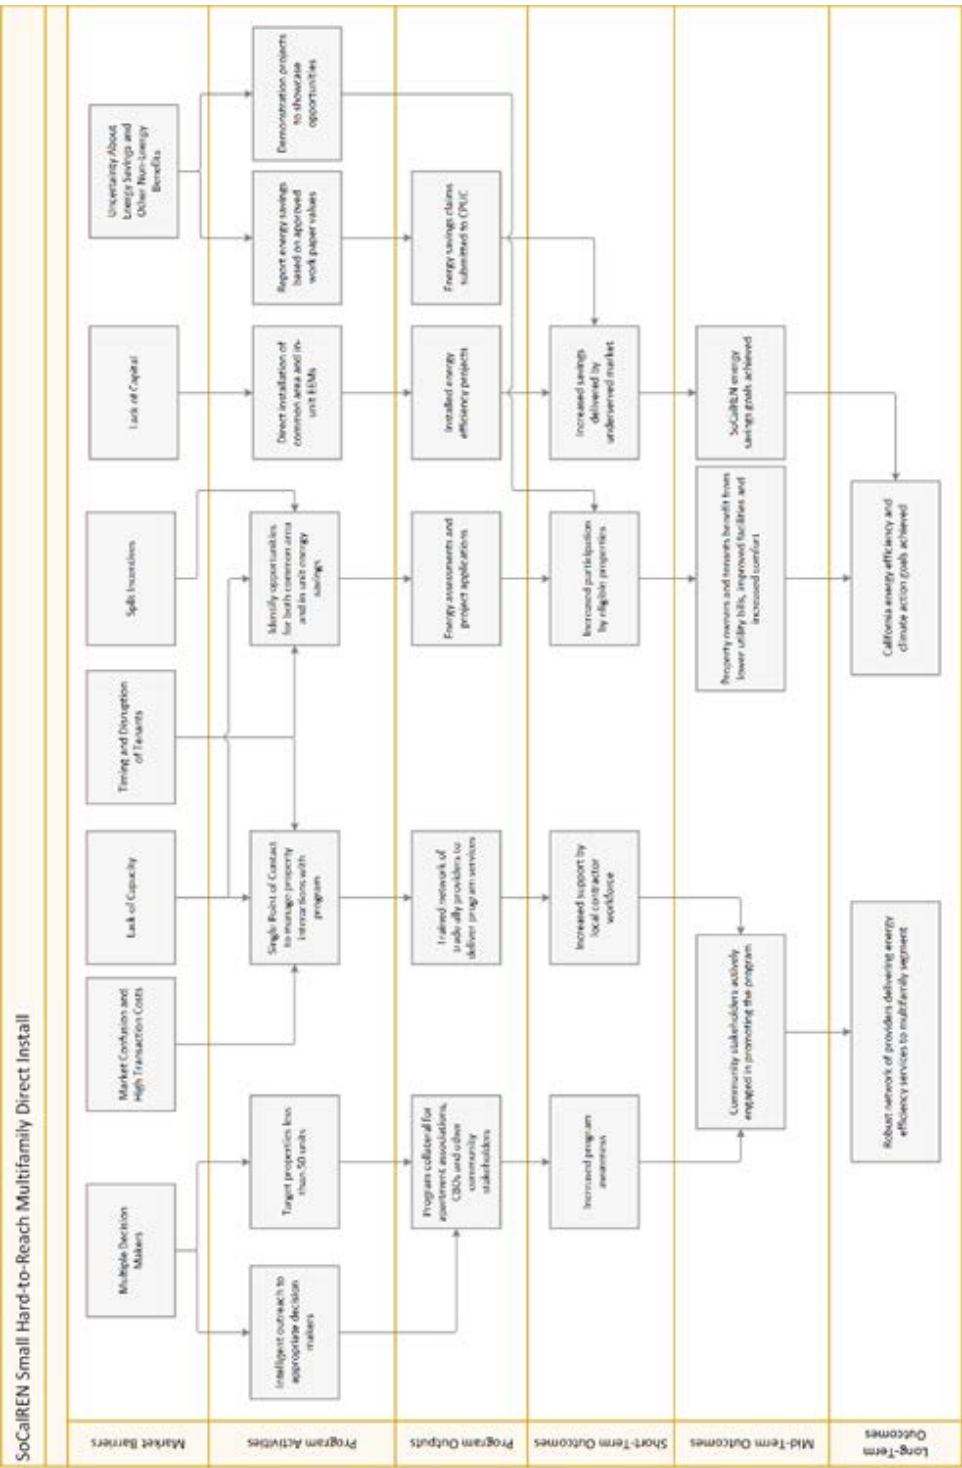 SoCalREN Small Hard-to-Reach Multifamily Direct Install
Market Barriers
Multiple Decision
Makers
Market Confusion and
High Transaction Costs
Lack of Capacity
Timing and Disruption
of Tenants
Split Incentives
Lack of Capital
Uncertainty About
Energy Savings and
Other Non-Energy
Benefits
Program Activities
Intelligent outreach to
appropriate decision
makers
Target properties less
than 50 units
Single Point of Contact
to manage property
interactions with
program
Identify opportunities
for both common area
and in unit energy
savings
Direct installation of
common area and in-
unit EEMs
Report energy savings
based on approved
work paper values
Demonstration projects
to showcase
opportunities
Program Outputs
Program collateral for
apartment associations,
CBOs and other
community
stakeholders
Trained network of
trade ally providers to
deliver program services
Energy assessments and
project applications
Installed energy
efficiency projects
Energy savings claims
submitted to CPUC
Short-Term Outcomes
Increased program
awareness
Increased support by
local contractor
workforce
Increased participation
by eligible properties
Increased savings
delivered by
underserved market
Mid-Term Outcomes
Community stakeholders actively
engaged in promoting the program
Property owners and tenants benefit from
lower utility bills, improved facilities and
increased comfort
SoCalREN energy
savings goals achieved
Long-Term
Outcomes
Robust network of providers delivering energy
efficiency services to multifamily segment
California energy efficiency and
climate action goals achieved